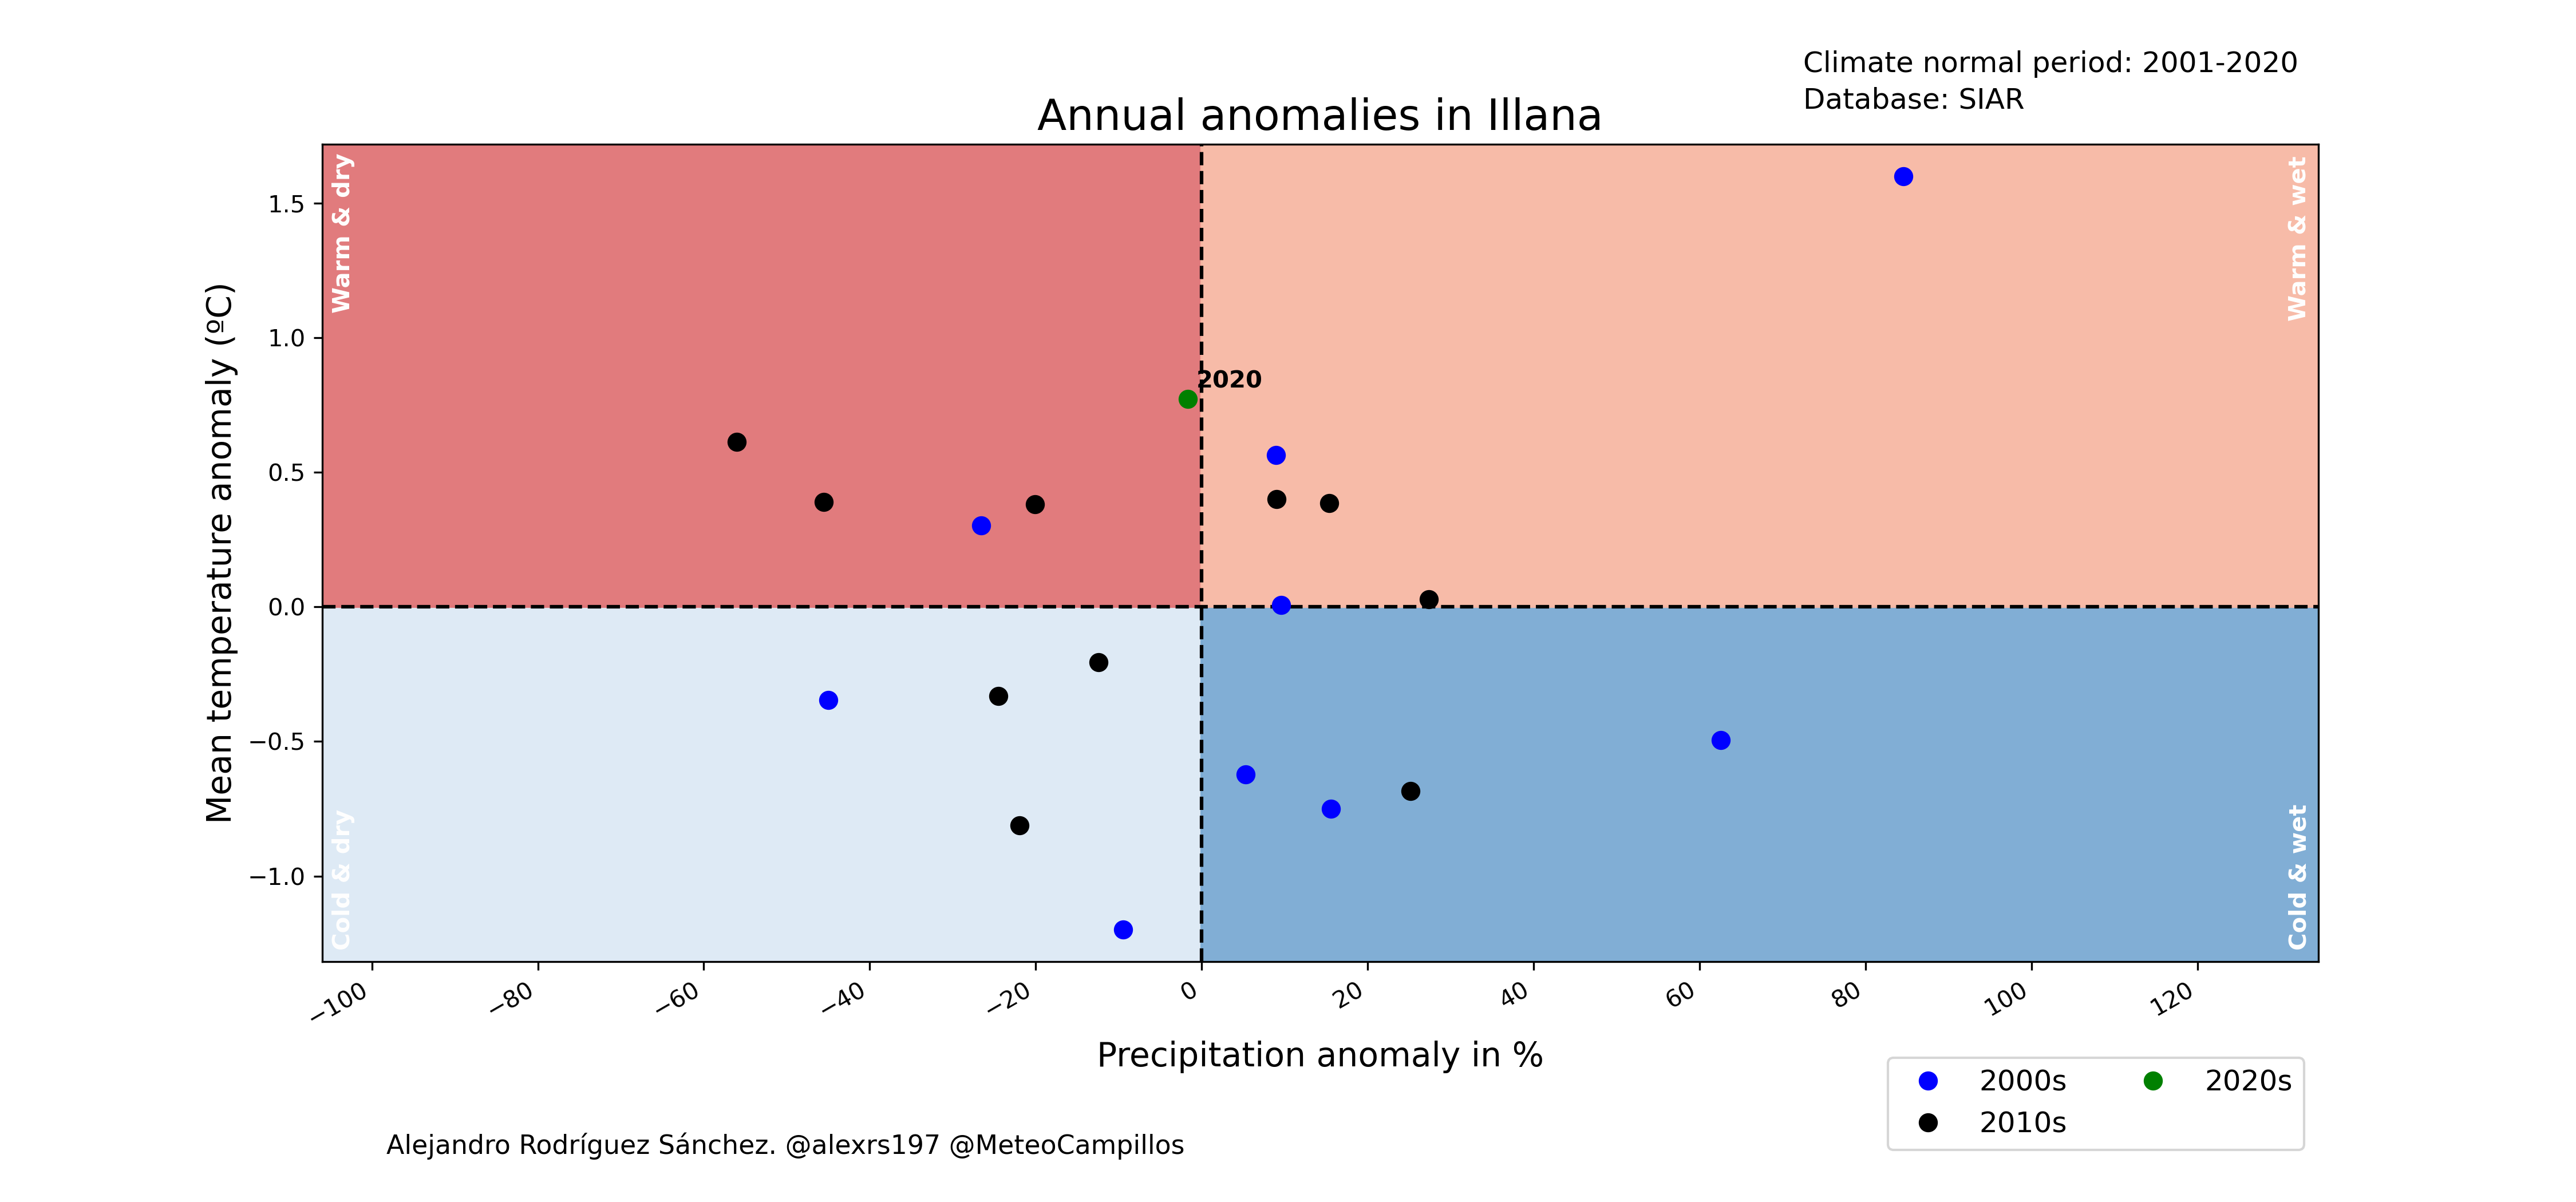 Climate normal period: 2001-2020
Database: SIAR
Annual anomalies in Illana
Warm & dry
Warm & wet
Mean temperature anomaly (ºC)
1.5
1.0
0.5
0.0
−0.5
−1.0
2020
Cold & dry
Cold & wet
−100
−80
−60
−40
−20
0
20
40
60
80
100
120
Precipitation anomaly in %
2000s
2010s
2020s
Alejandro Rodríguez Sánchez. @alexrs197 @MeteoCampillos